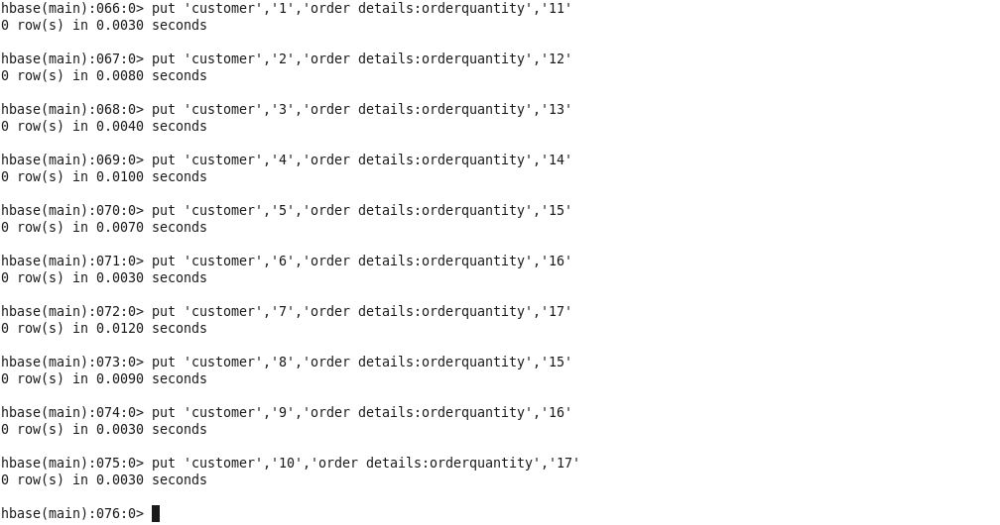 hbase(main):066:0> put 'customer','1','order details:orderquantity','11'
0 row(s) in 0.0030 seconds
hbase(main):067:0> put 'customer','2','order details:orderquantity','12'
0 row(s) in 0.0080 seconds
hbase(main):068:0> put 'customer','3','order details:orderquantity','13'
0 row(s) in 0.0040 seconds
hbase(main):069:0> put 'customer','4','order details:orderquantity','14'
0 row(s) in 0.0100 seconds
hbase(main):070:0> put 'customer','5','order details:orderquantity','15'
0 row(s) in 0.0070 seconds
hbase(main):071:0> put 'customer','6','order details:orderquantity','16'
0 row(s) in 0.0030 seconds
hbase(main):072:0> put 'customer','7','order details:orderquantity','17'
0 row(s) in 0.0120 seconds
hbase(main):073:0> put 'customer','8','order details:orderquantity','15'
0 row(s) in 0.0090 seconds
hbase(main):074:0> put 'customer','9','order details:orderquantity','16'
0 row(s) in 0.0030 seconds
hbase(main):075:0> put 'customer','10','order details:orderquantity','17'
0 row(s) in 0.0030 seconds
hbase(main):076:0>